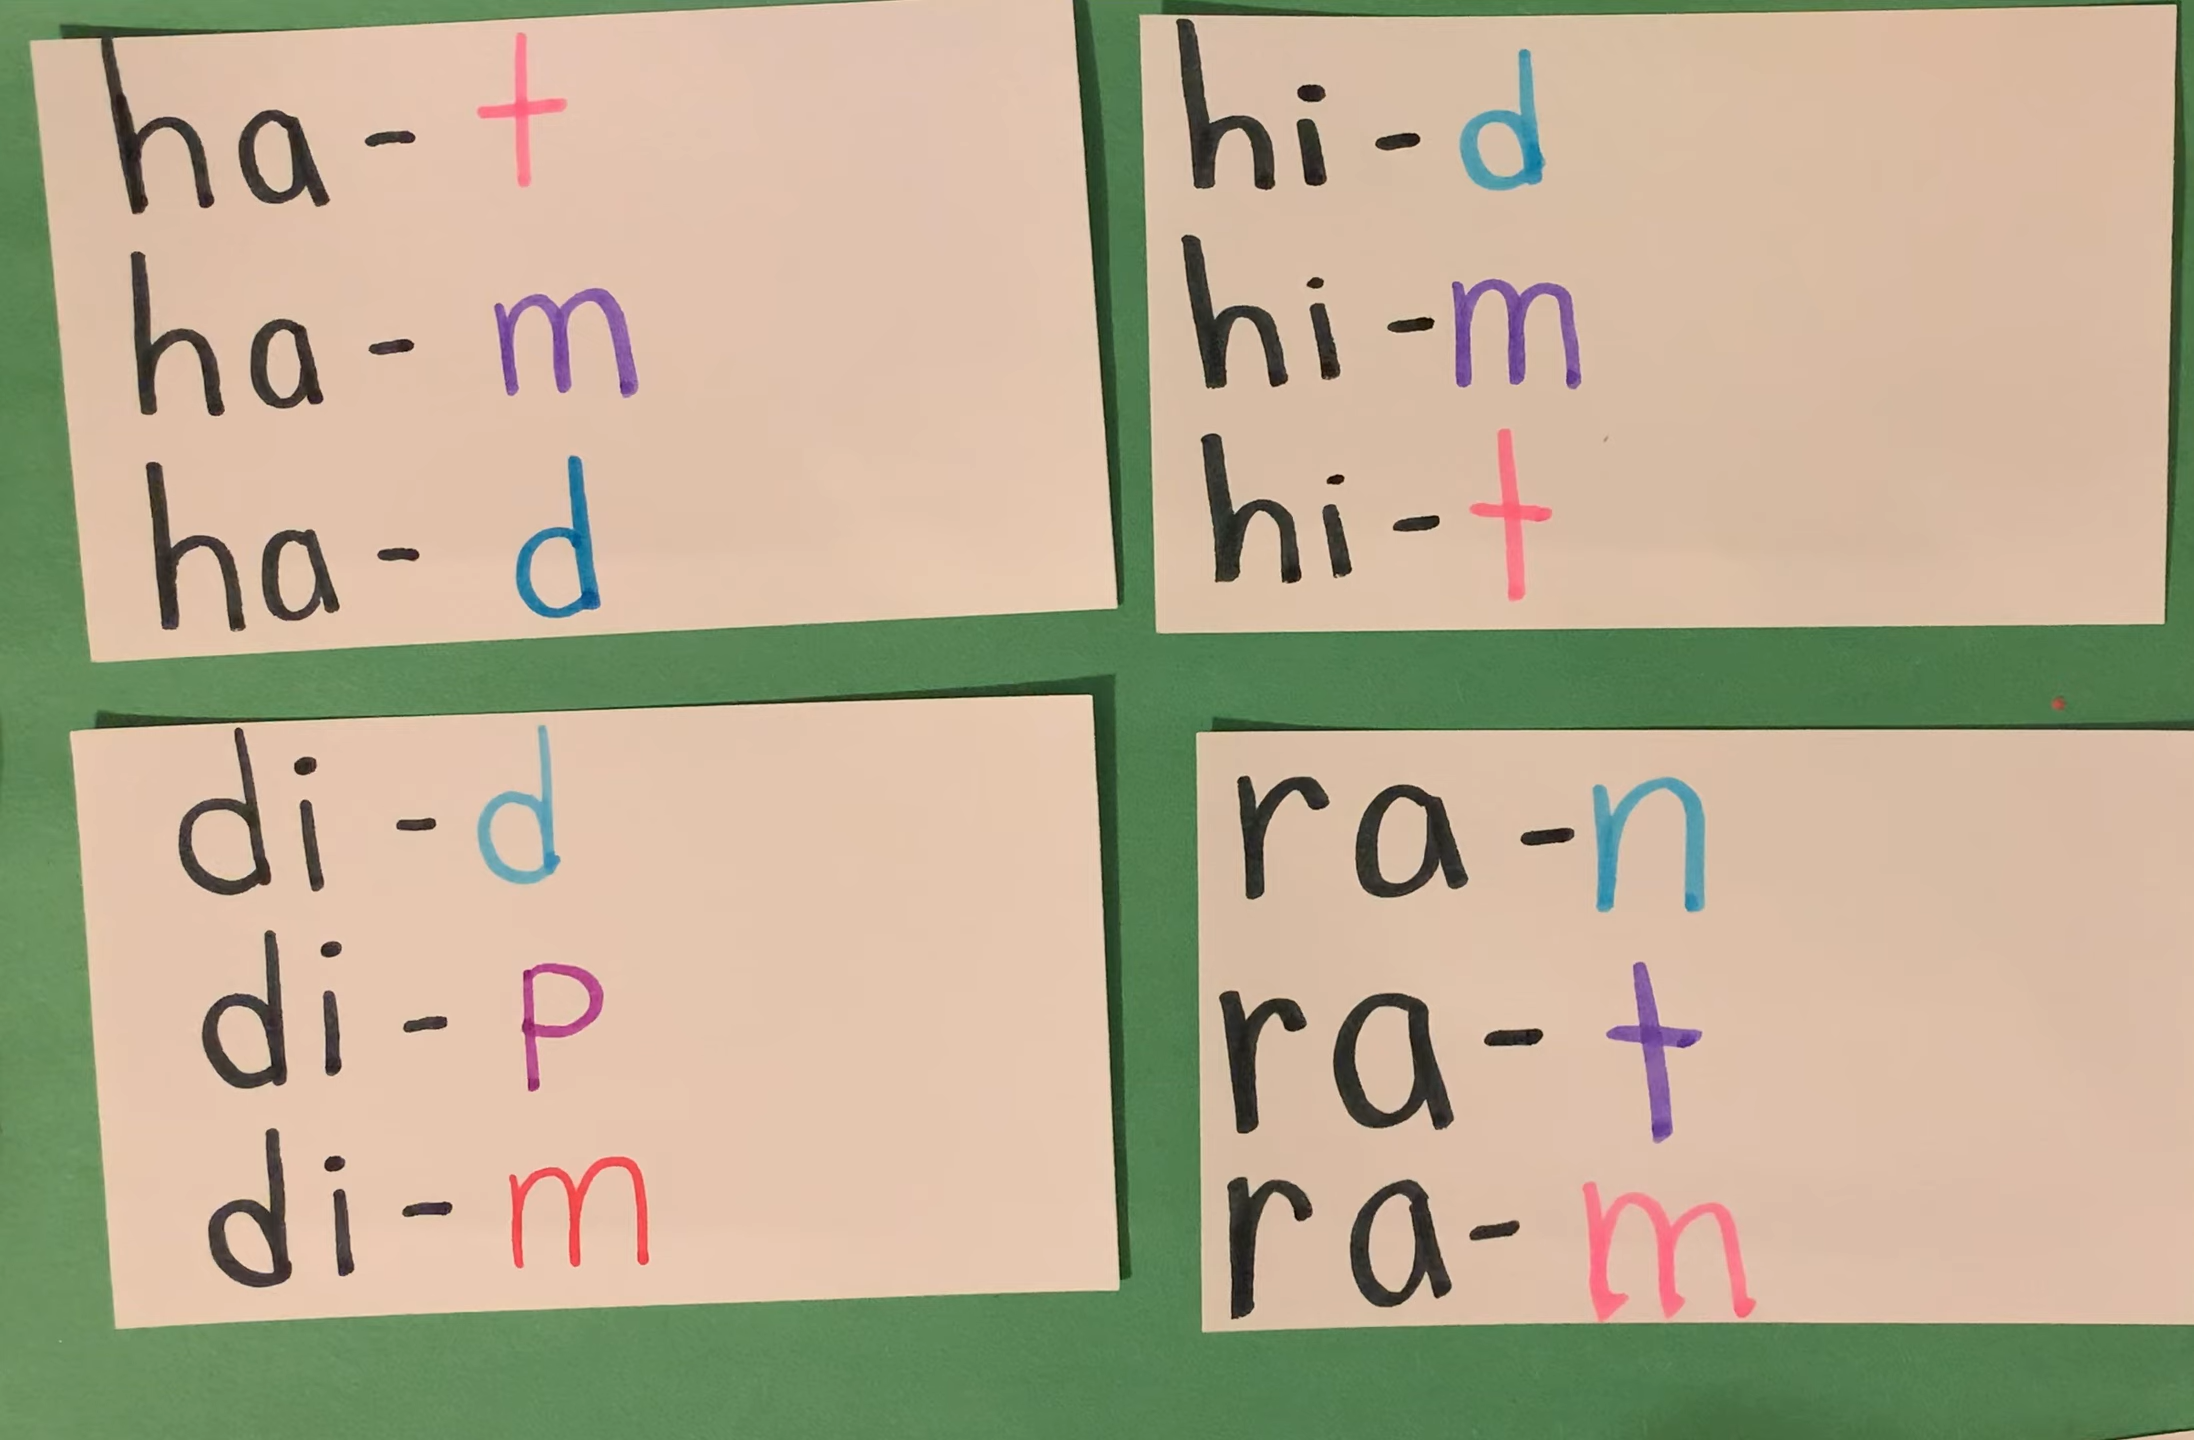 ha - t
ha - m
ha - d
hi - d
hi - m
hi - t
di - d
di - p
di - m
ra - n
ra - t
ra - m